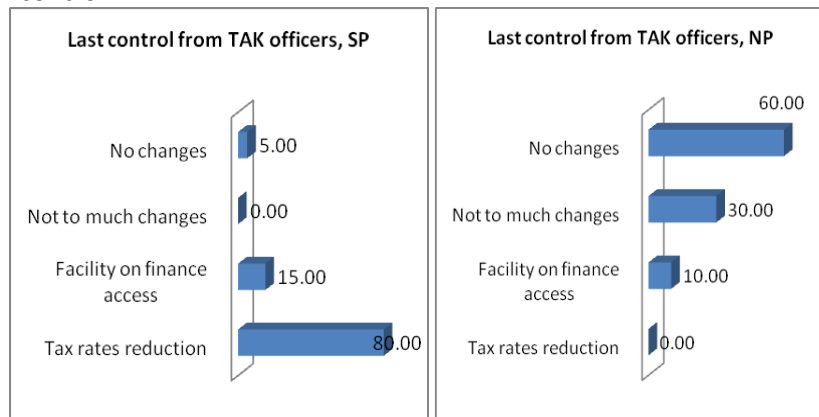 Last control from TAK officers, SP
No changes
5.00
Not to much changes
0.00
Facility on finance
access
15.00
Tax rates reduction
80.00
Last control from TAK officers, NP
No changes
60.00
Not to much changes
30.00
Facility on finance
access
10.00
Tax rates reduction
0.00